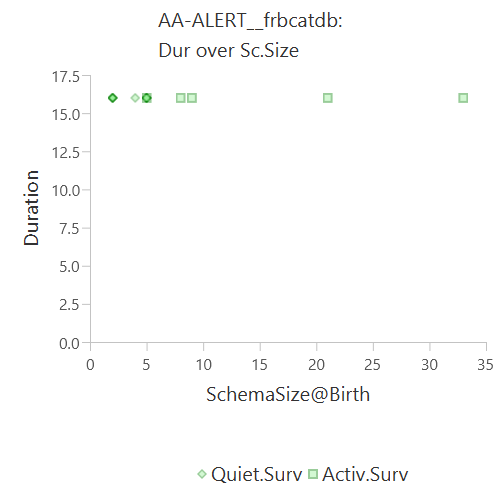 AA-ALERT__frbcatdb:
Dur over Sc.Size
17.5
15.0
12.5
10.0
7.5
5.0
2.5
0.0
Duration
0 5 10 15 20 25 30 35
SchemaSize@Birth
Quiet.Surv Activ.Surv